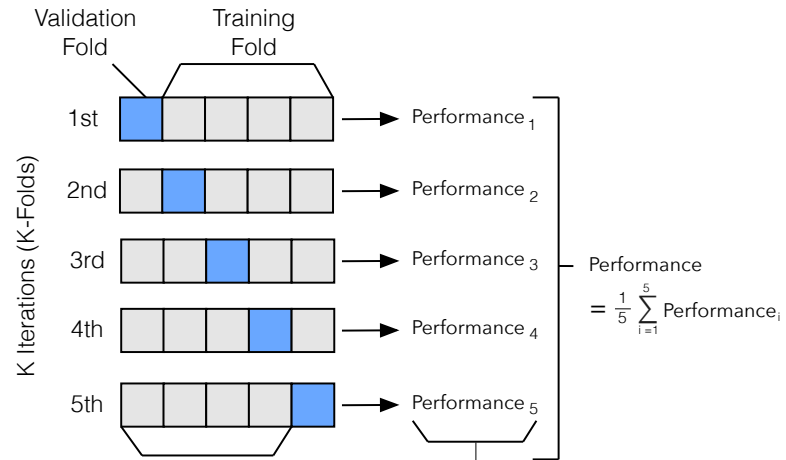 Validation
Fold
Training
Fold
K Iterations (K-Folds)
1st
Performance 1
2nd
Performance 2
3rd
Performance 3
4th
Performance 4
5th
Performance 5
Performance
= 1/5 5∑i=1 Performance i